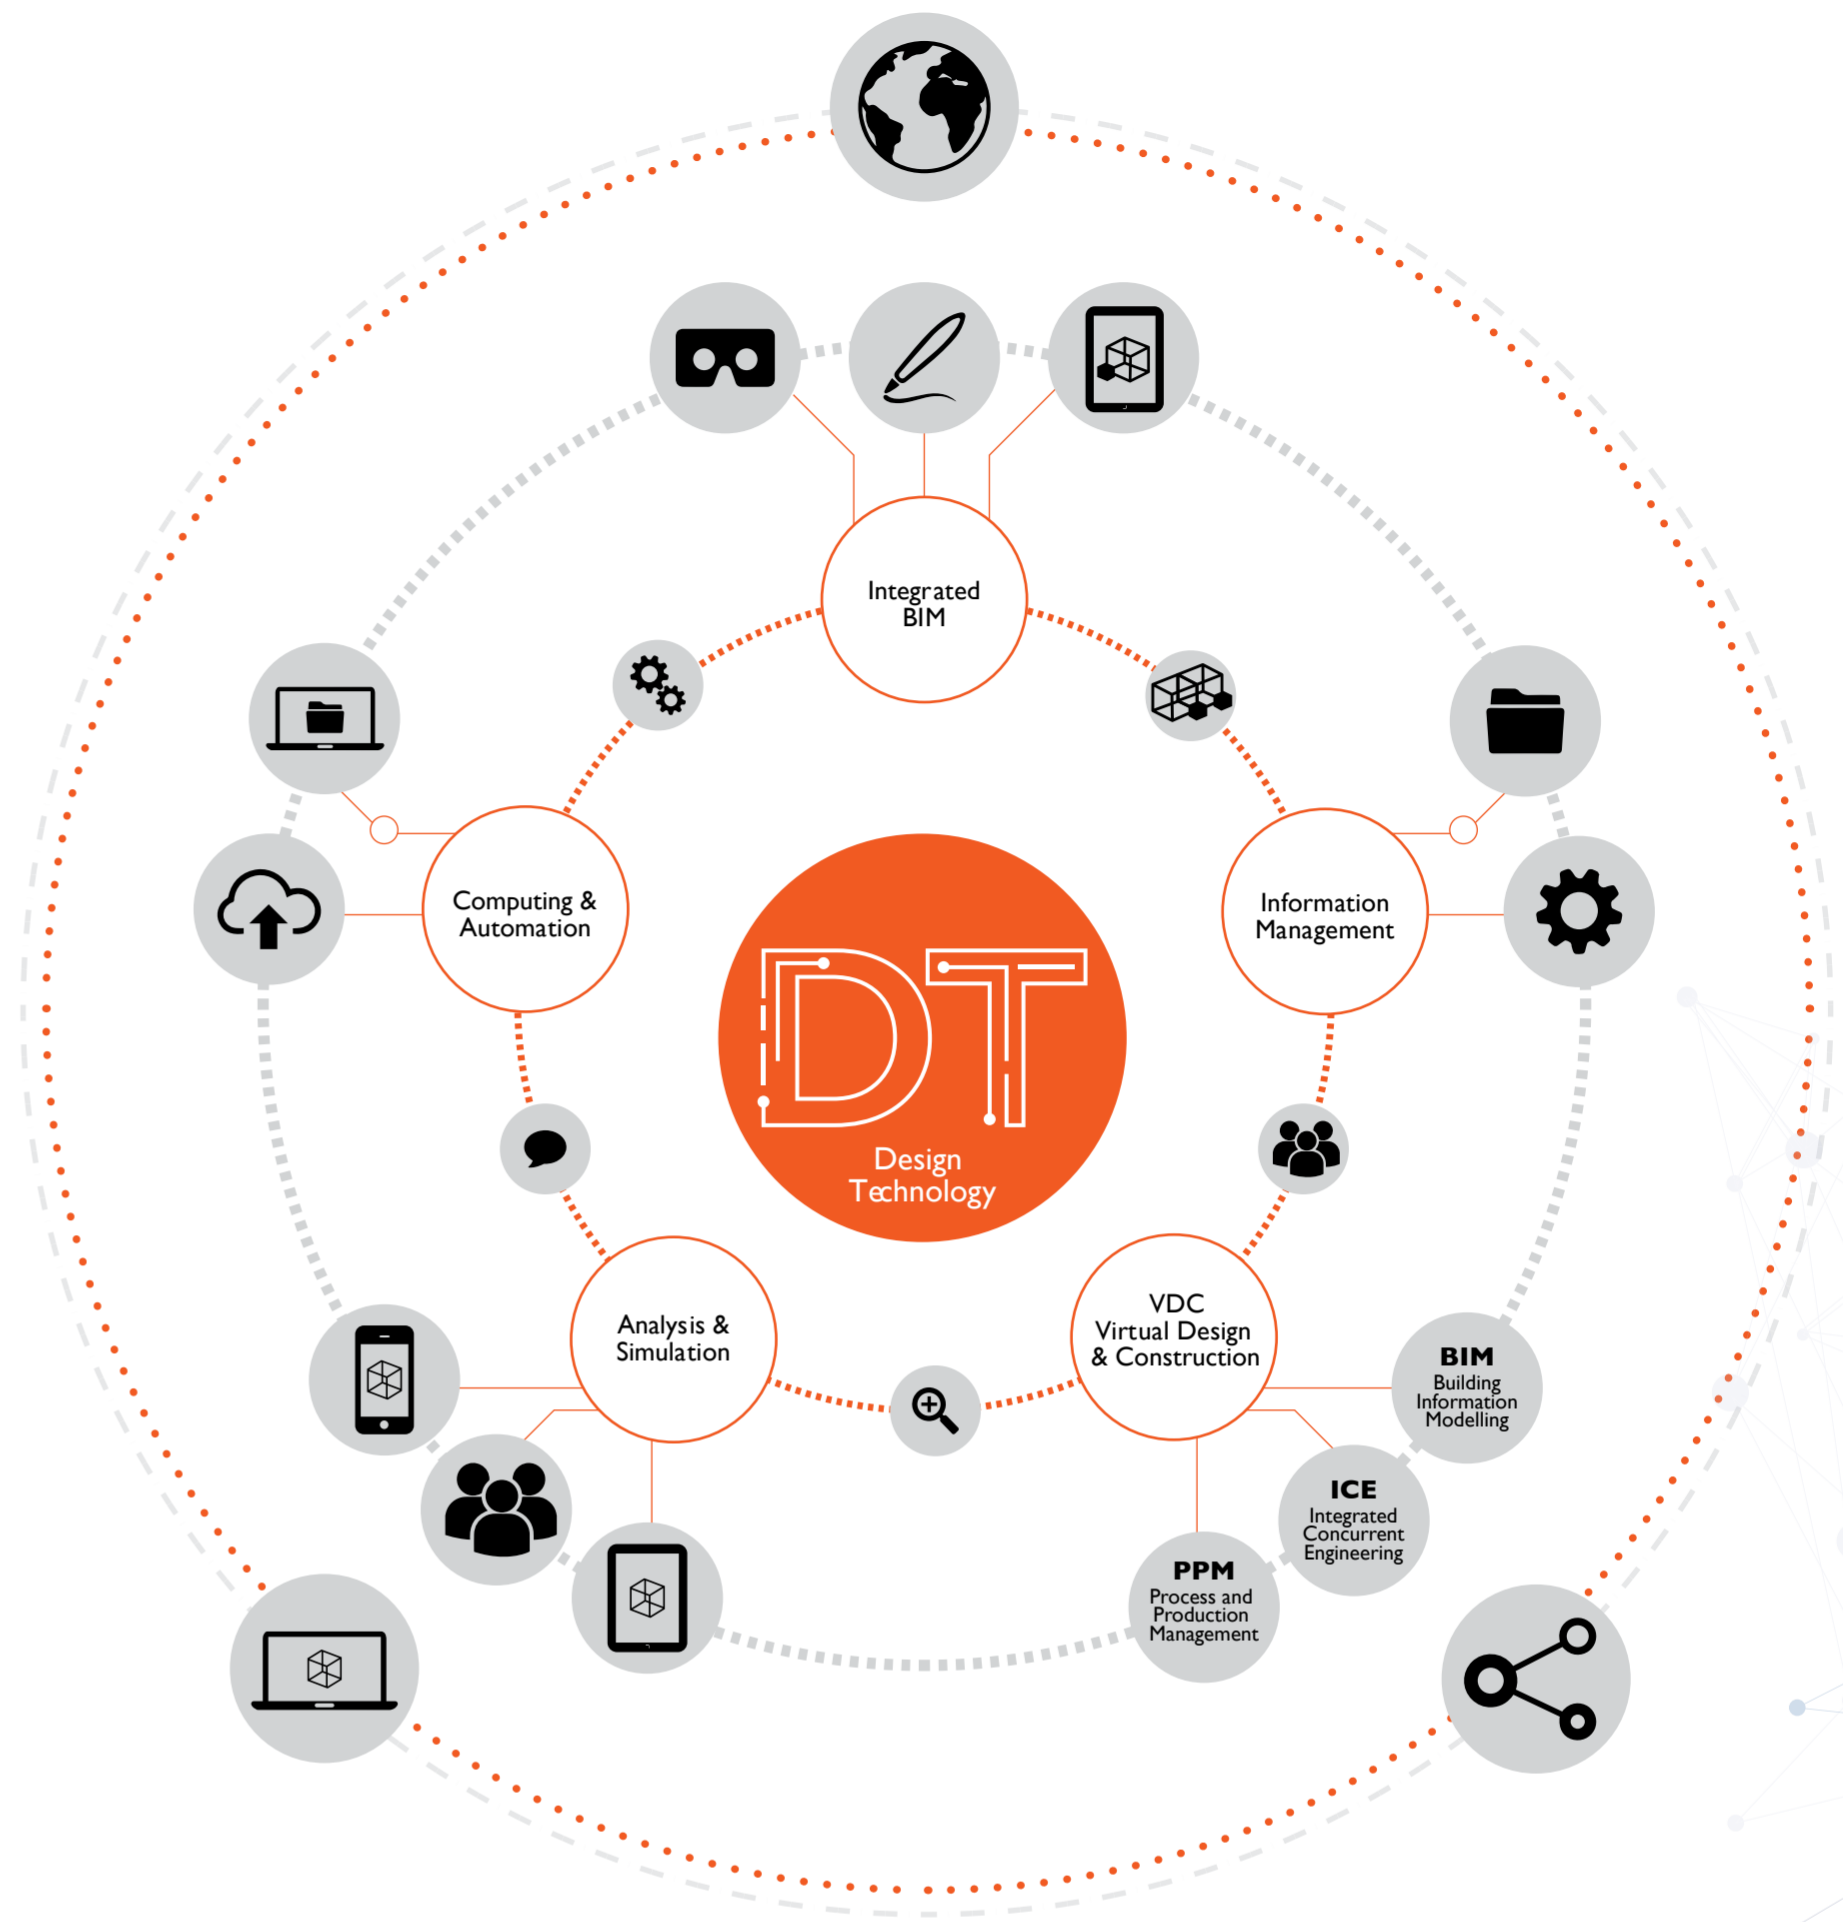 Integrated
BIM
Computing &
Automation
Information
Management
DT
Design
Technology
Analysis &
Simulation
VDC
Virtual Design
& Construction
BIM
Building
Information
Modelling
ICE
Integrated
Concurrent
Engineering
PPM
Process and
Production
Management